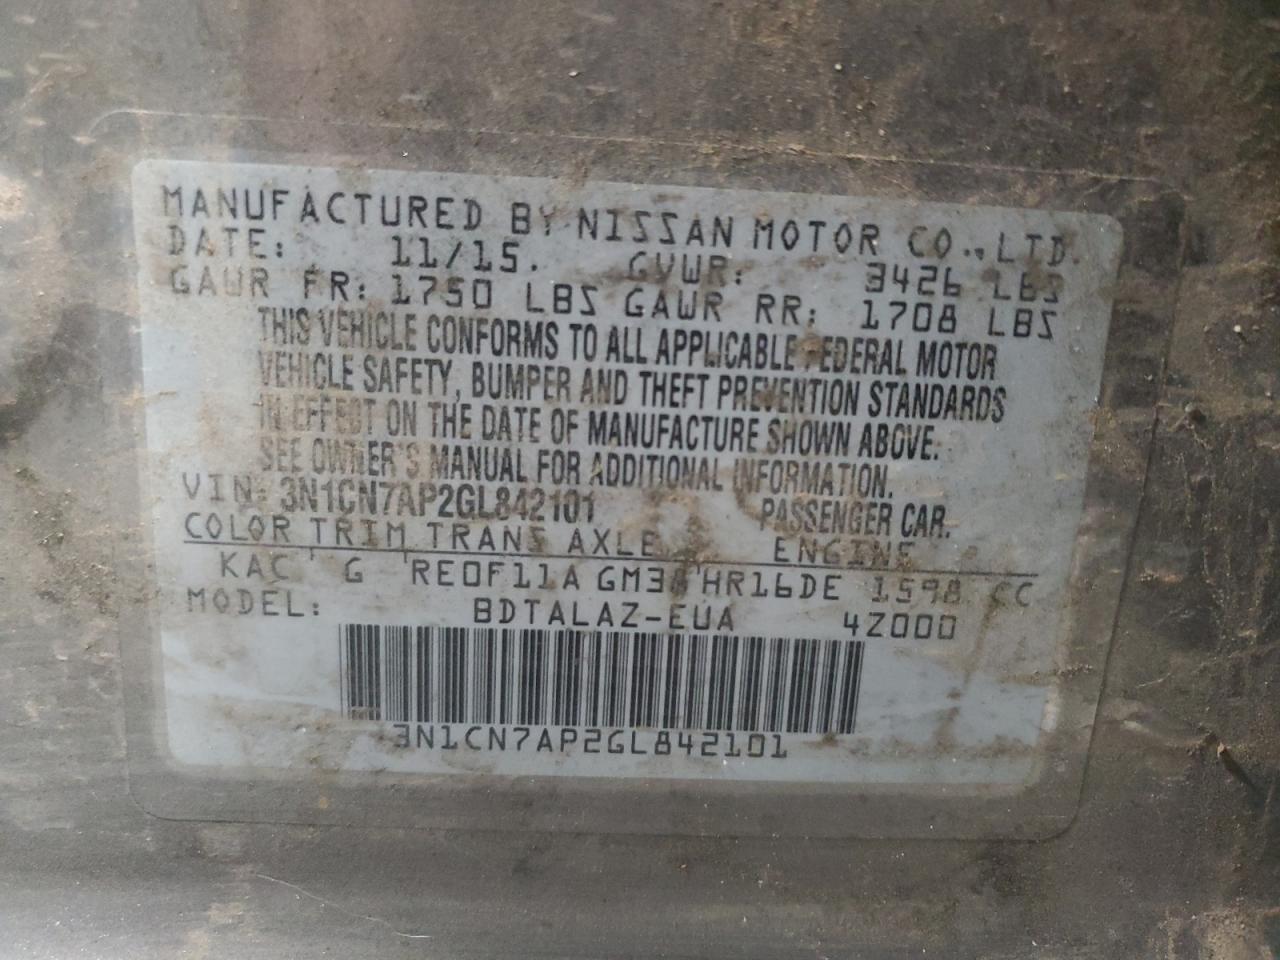 MANUFACTURED BY NISSAN MOTOR CO., LTD.
DATE: 11/15. GVWR: 3426 LBS
GAWR FR: 1750 LBS GAWR RR: 1708 LBS
THIS VEHICLE CONFORMS TO ALL APPLICABLE FEDERAL MOTOR
VEHICLE SAFETY, BUMPER AND THEFT PREVENTION STANDARDS
IN EFFECT ON THE DATE OF MANUFACTURE SHOWN ABOVE.
SEE OWNER'S MANUAL FOR ADDITIONAL INFORMATION.
VIN: 3N1CN7AP2GL842101 PASSENGER CAR.
COLOR TRIM TRANS AXLE ENGINE
KAC G RE0F11A HR16DE 1598 CC
MODEL: BDTALAZ-EUA 4Z000
3N1CN7AP2GL842101